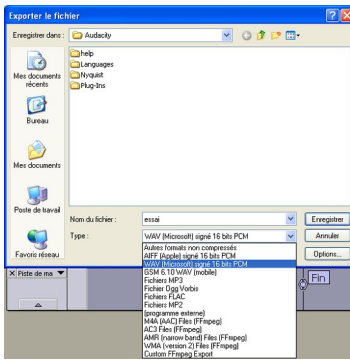 Exporter le fichier
Enregistrer dans :
Audacity
help
Languages
Nyquist
Plug-Ins
Mes documents
récents
Bureau
Mes documents
Poste de travail
Favoris réseau
Nom du fichier :
essai
Enregistrer
Type :
WAV (Microsoft) signé 16 bits PCM
Annuler
Options...
Autres formats non compressés
AIFF (Apple) signé 16 bits PCM
WAV (Microsoft) signé 16 bits PCM
GSM 6.10 WAV (mobile)
Fichiers MP3
Fichier Ogg Vorbis
Fichiers FLAC
Fichiers MP2
(programme externe)
M4A (AAC) Files (FFmpeg)
AC3 Files (FFmpeg)
AMR (narrow band) Files (FFmpeg)
WMA (version 2) Files (FFmpeg)
Custom FFmpeg Export
X Piste de ma
Fin